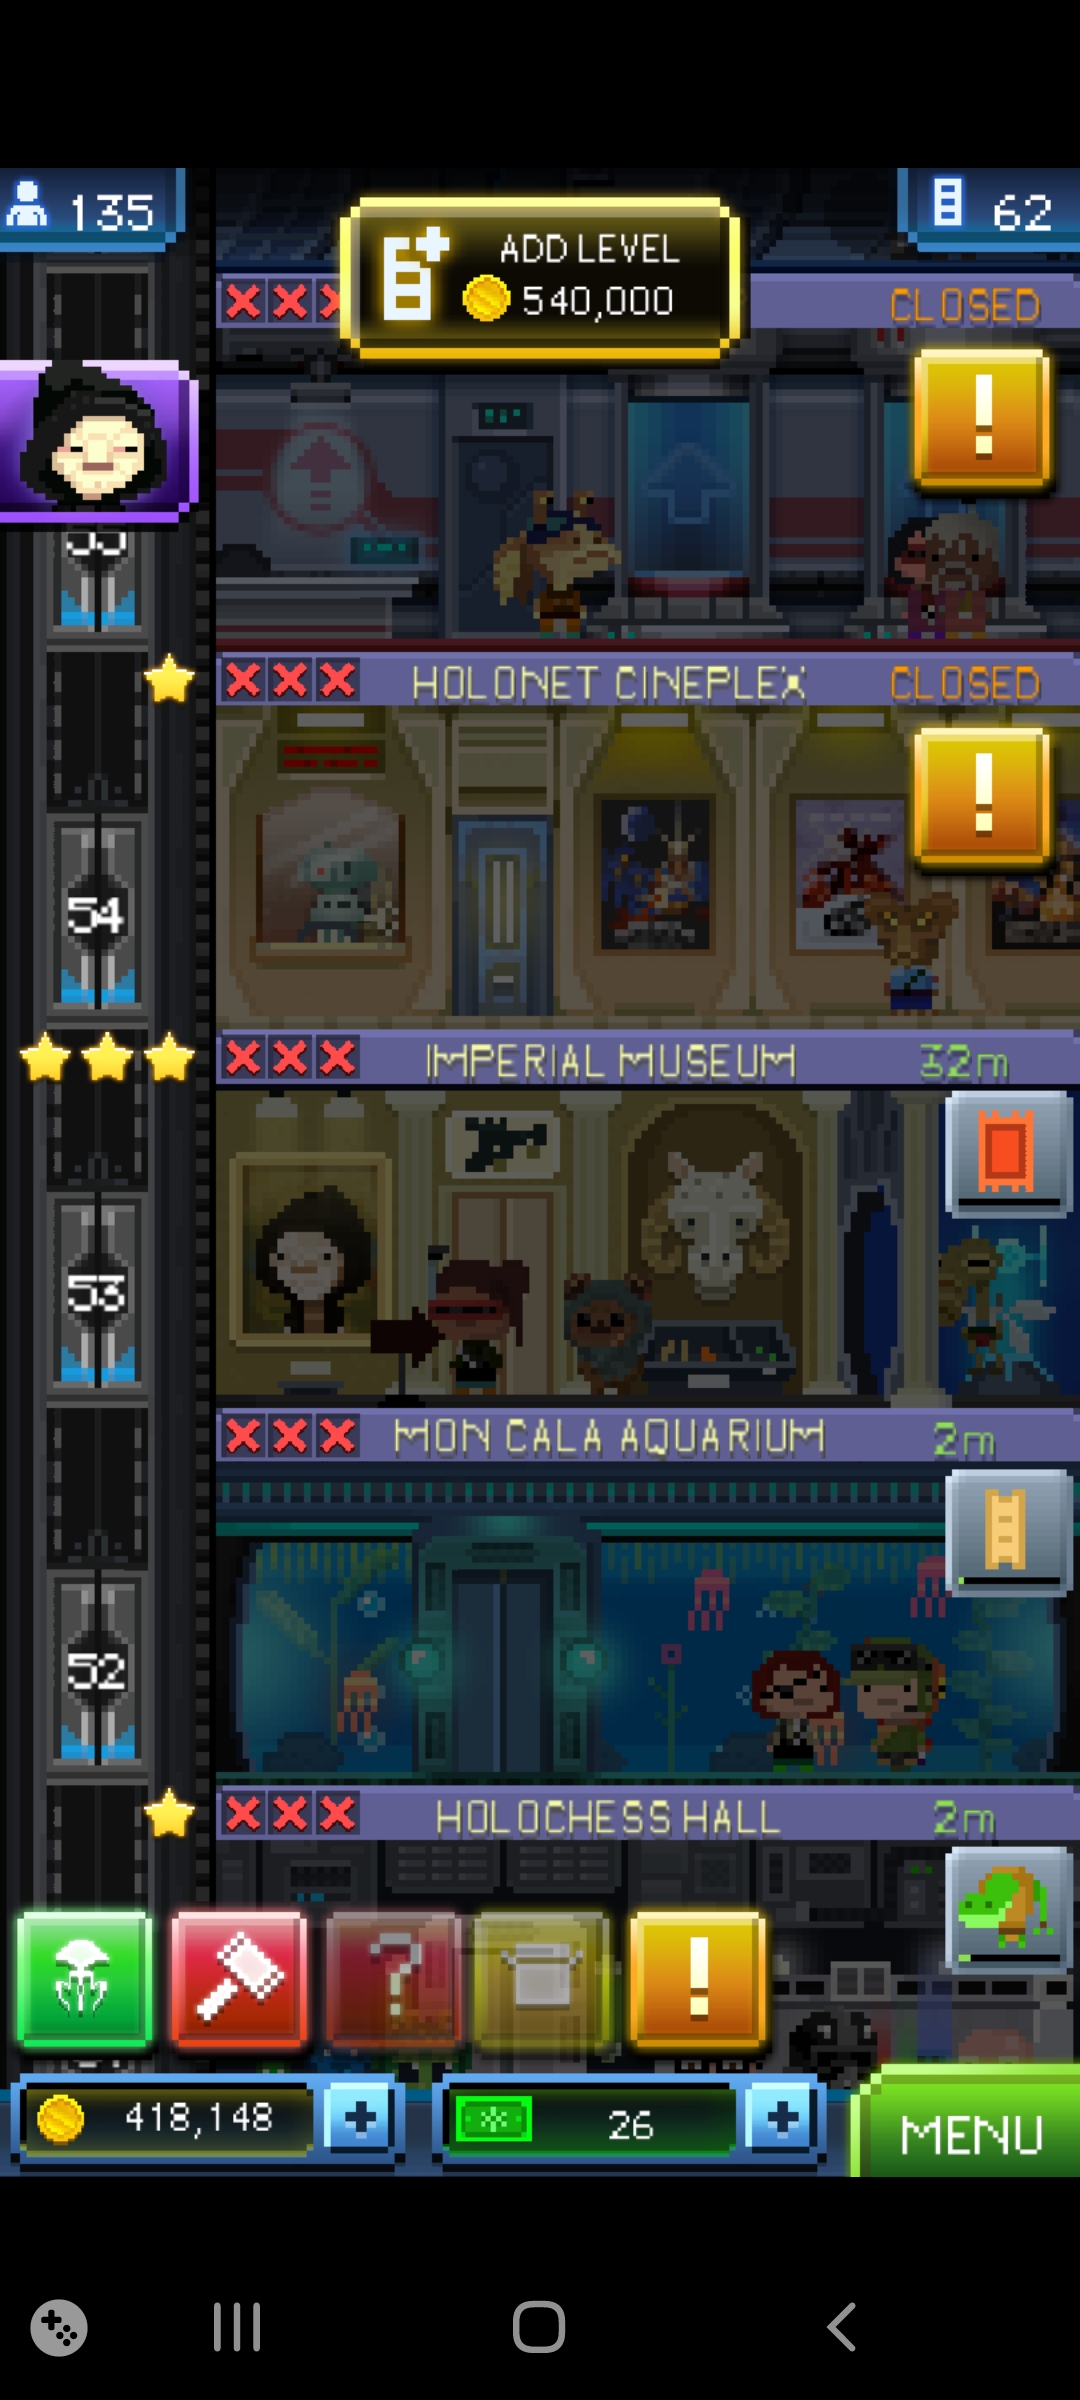 135
ADD LEVEL
540,000
62
CLOSED
55
HOLONET CINEPLEX
CLOSED
54
IMPERIAL MUSEUM
32m
53
MON CALA AQUARIUM
2m
52
HOLOCHESS HALL
2m
418,148
26
MENU